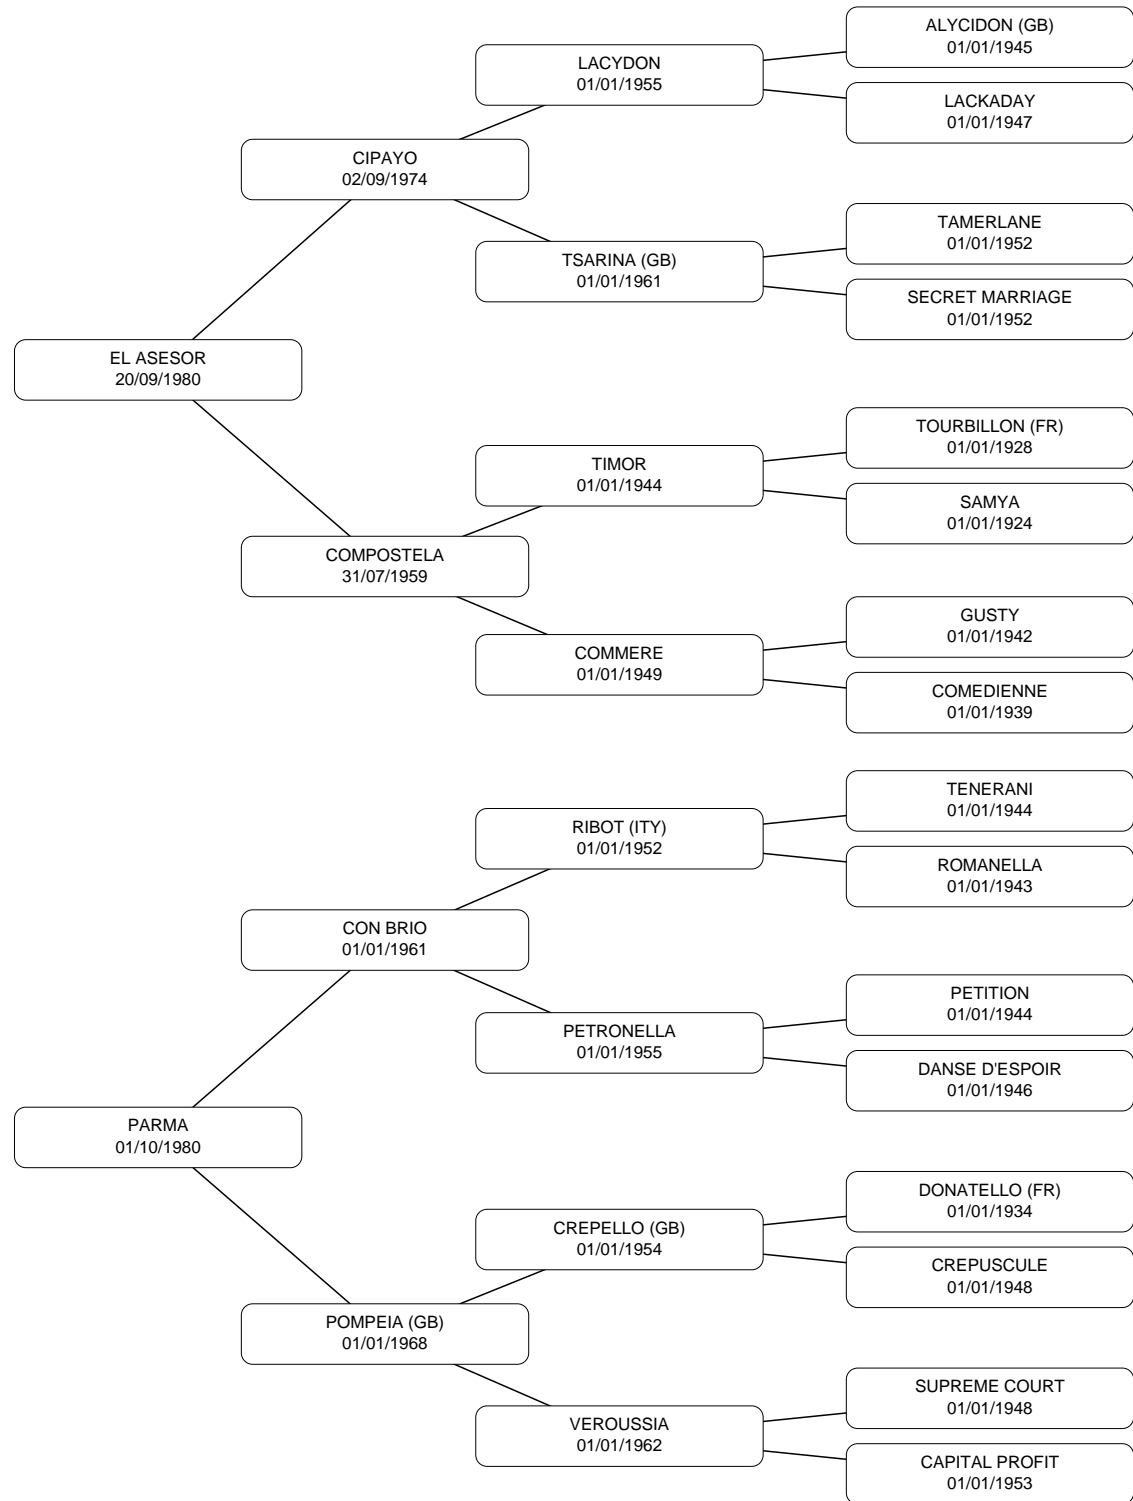 ALYCIDON (GB)
01/01/1945
LACYDON
01/01/1955
LACKADAY
01/01/1947
CIPAYO
02/09/1974
TAMERLANE
01/01/1952
TSARINA (GB)
01/01/1961
SECRET MARRIAGE
01/01/1952
EL ASESOR
20/09/1980
TOURBILLON (FR)
01/01/1928
TIMOR
01/01/1944
SAMYA
01/01/1924
COMPOSTELA
31/07/1959
GUSTY
01/01/1942
COMMERE
01/01/1949
COMEDIENNE
01/01/1939
TENERANI
01/01/1944
RIBOT (ITY)
01/01/1952
ROMANELLA
01/01/1943
CON BRIO
01/01/1961
PETITION
01/01/1944
PETRONELLA
01/01/1955
DANSE D'ESPOIR
01/01/1946
PARMA
01/10/1980
DONATELLO (FR)
01/01/1934
CREPELLO (GB)
01/01/1954
CREPUSCULE
01/01/1948
POMPEIA (GB)
01/01/1968
SUPREME COURT
01/01/1948
VEROUSSIA
01/01/1962
CAPITAL PROFIT
01/01/1953